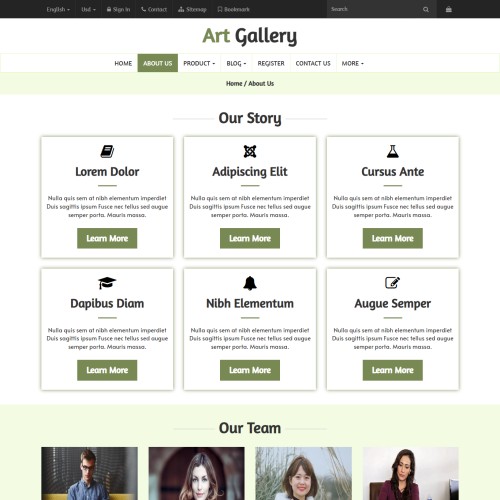 English Usd Sign In Contact Sitemap Bookmark Search
Art Gallery
HOME ABOUT US PRODUCT BLOG REGISTER CONTACT US MORE
Home / About Us
Our Story
Lorem Dolor
Nulla quis sem at nibh elementum imperdiet
Duis sagittis ipsum Fusce nec tellus sed augue
semper porta. Mauris massa.
Learn More
Adipiscing Elit
Nulla quis sem at nibh elementum imperdiet
Duis sagittis ipsum Fusce nec tellus sed augue
semper porta. Mauris massa.
Learn More
Cursus Ante
Nulla quis sem at nibh elementum imperdiet
Duis sagittis ipsum Fusce nec tellus sed augue
semper porta. Mauris massa.
Learn More
Dapibus Diam
Nulla quis sem at nibh elementum imperdiet
Duis sagittis ipsum Fusce nec tellus sed augue
semper porta. Mauris massa.
Learn More
Nibh Elementum
Nulla quis sem at nibh elementum imperdiet
Duis sagittis ipsum Fusce nec tellus sed augue
semper porta. Mauris massa.
Learn More
Augue Semper
Nulla quis sem at nibh elementum imperdiet
Duis sagittis ipsum Fusce nec tellus sed augue
semper porta. Mauris massa.
Learn More
Our Team